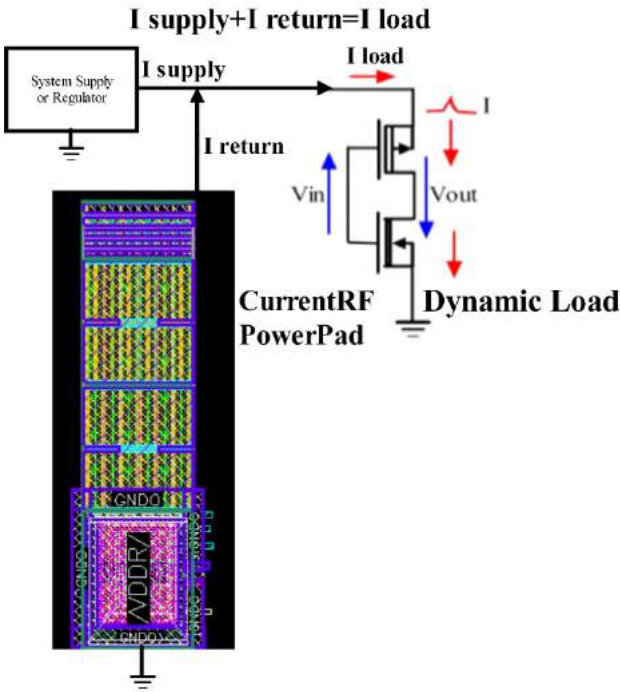 I supply+I return=I load
System Supply
or Regulator
I supply
I load
I
I return
Vin
Vout
CurrentRF
PowerPad
Dynamic Load
GNDO
GNDO
GNDO
/VDDR/
GNDO